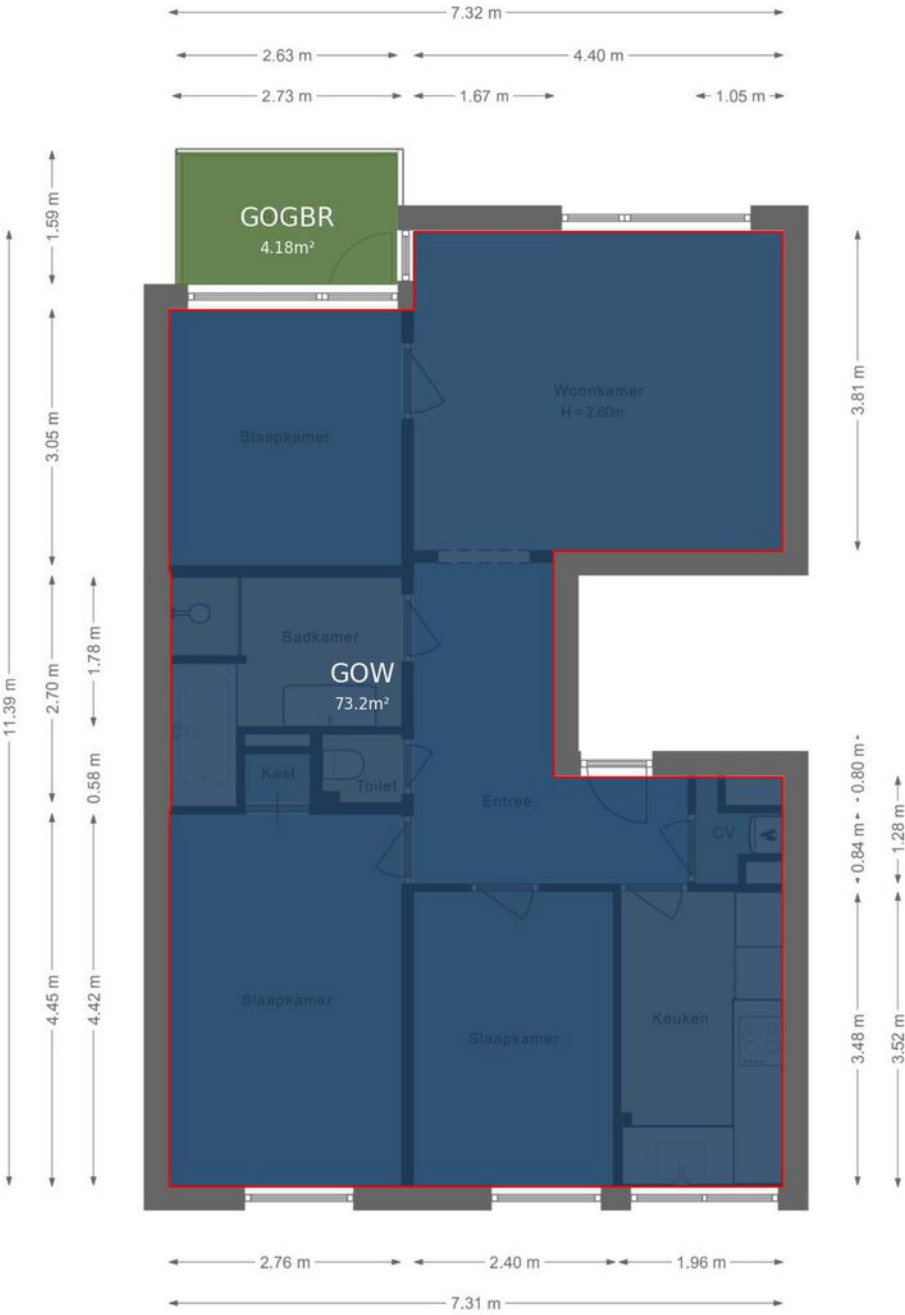 7.32 m
2.63 m
4.40 m
2.73 m
1.67 m
1.05 m
1.59 m
GOGBR
4.18m²
11.39 m
3.05 m
3.81 m
Woonkamer
H = 2.60m
Slaapkamer
2.70 m
1.78 m
Badkamer
GOW
73.2m²
0.58 m
Kast
Toilet
Entree
CV
0.80 m
0.84 m
1.28 m
4.45 m
4.42 m
Slaapkamer
Slaapkamer
Keuken
3.48 m
3.52 m
2.76 m
2.40 m
1.96 m
7.31 m